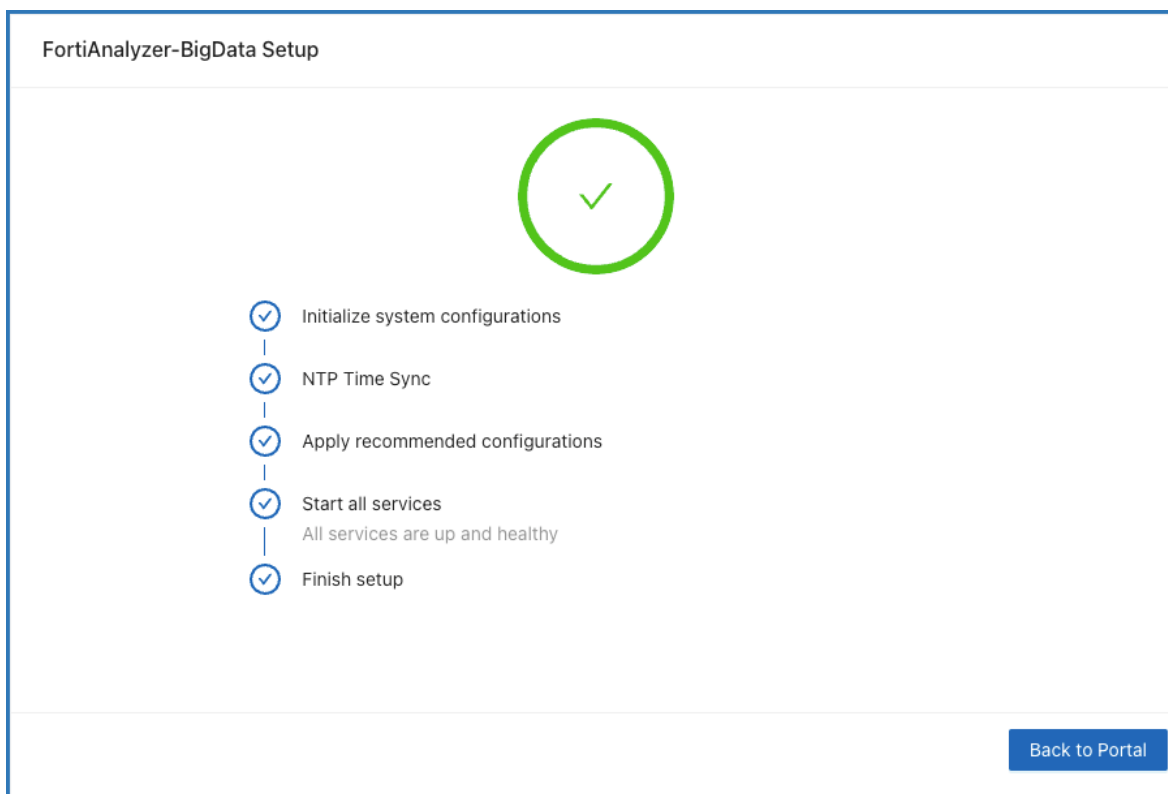 FortiAnalyzer-BigData Setup
Initialize system configurations
NTP Time Sync
Apply recommended configurations
Start all services
All services are up and healthy
Finish setup
Back to Portal